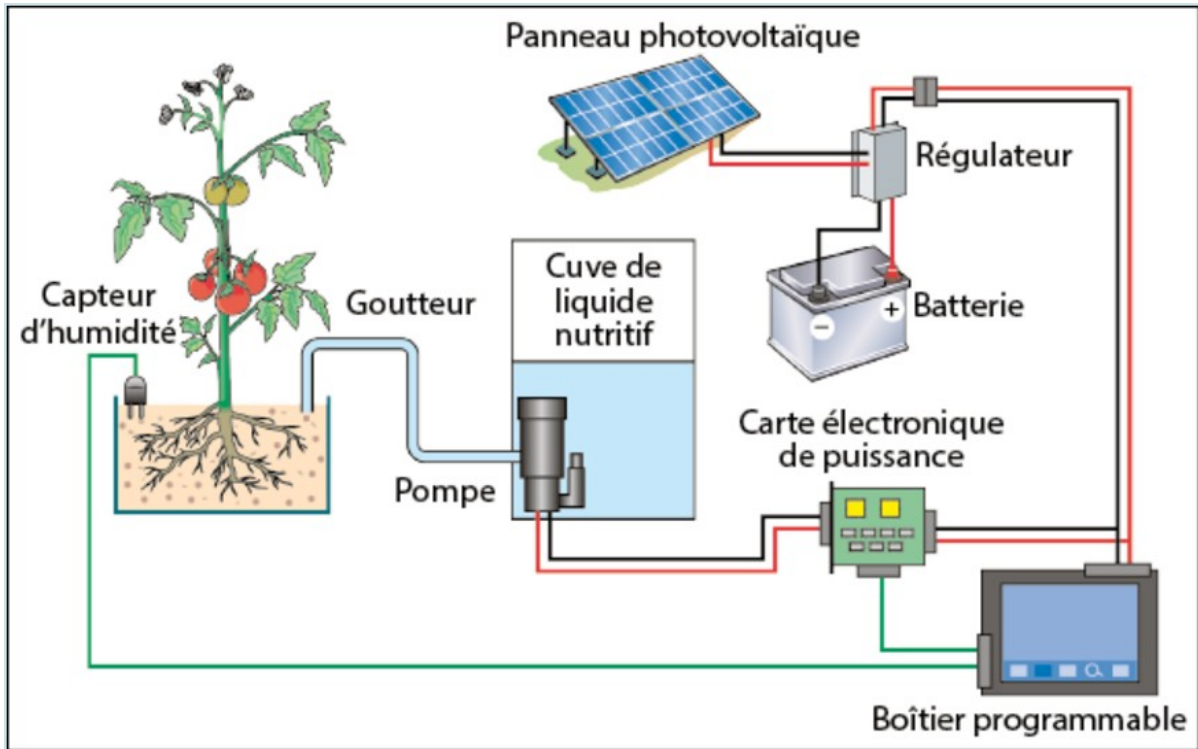 Panneau photovoltaïque
Régulateur
Capteur
d'humidité
Goutteur
Cuve de
liquide
nutritif
Batterie
−
+
Pompe
Carte électronique
de puissance
Boîtier programmable